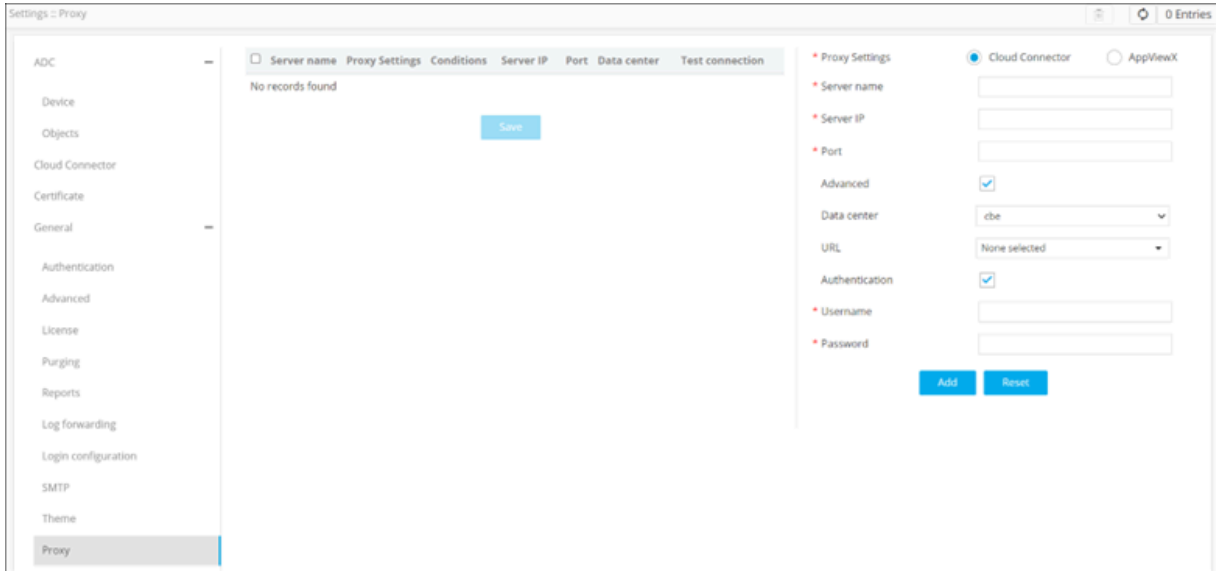 Settings :: Proxy
0 Entries
ADC
Device
Objects
Cloud Connector
Certificate
General
Authentication
Advanced
License
Purging
Reports
Log forwarding
Login configuration
SMTP
Theme
Proxy
Server name Proxy Settings Conditions Server IP Port Data center Test connection
No records found
Save
* Proxy Settings Cloud Connector AppViewX
* Server name
* Server IP
* Port
Advanced
Data center cbe
URL None selected
Authentication
* Username
* Password
Add Reset